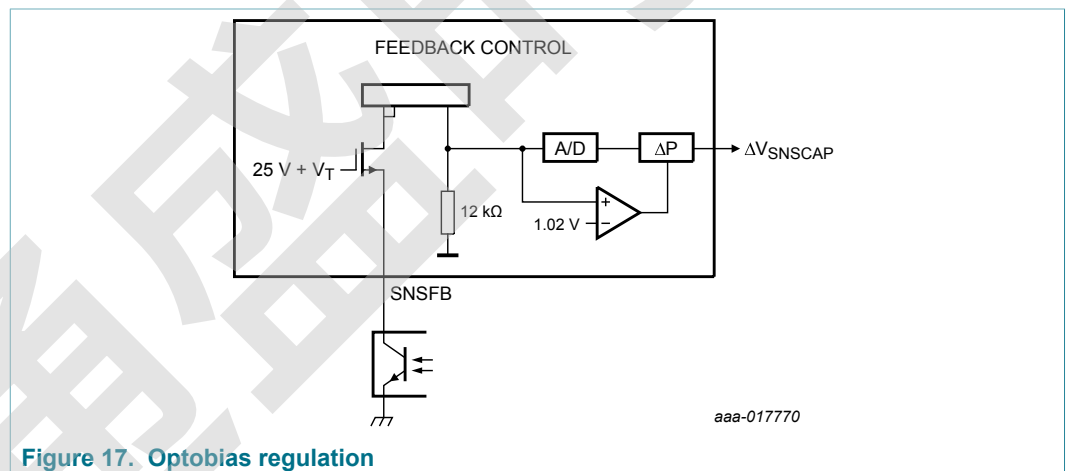 FEEDBACK CONTROL
25 V + VT
12 kΩ
A/D
ΔP
ΔVSNSCAP
+
1.02 V
−
SNSFB
aaa-017770
Figure 17. Optobias regulation